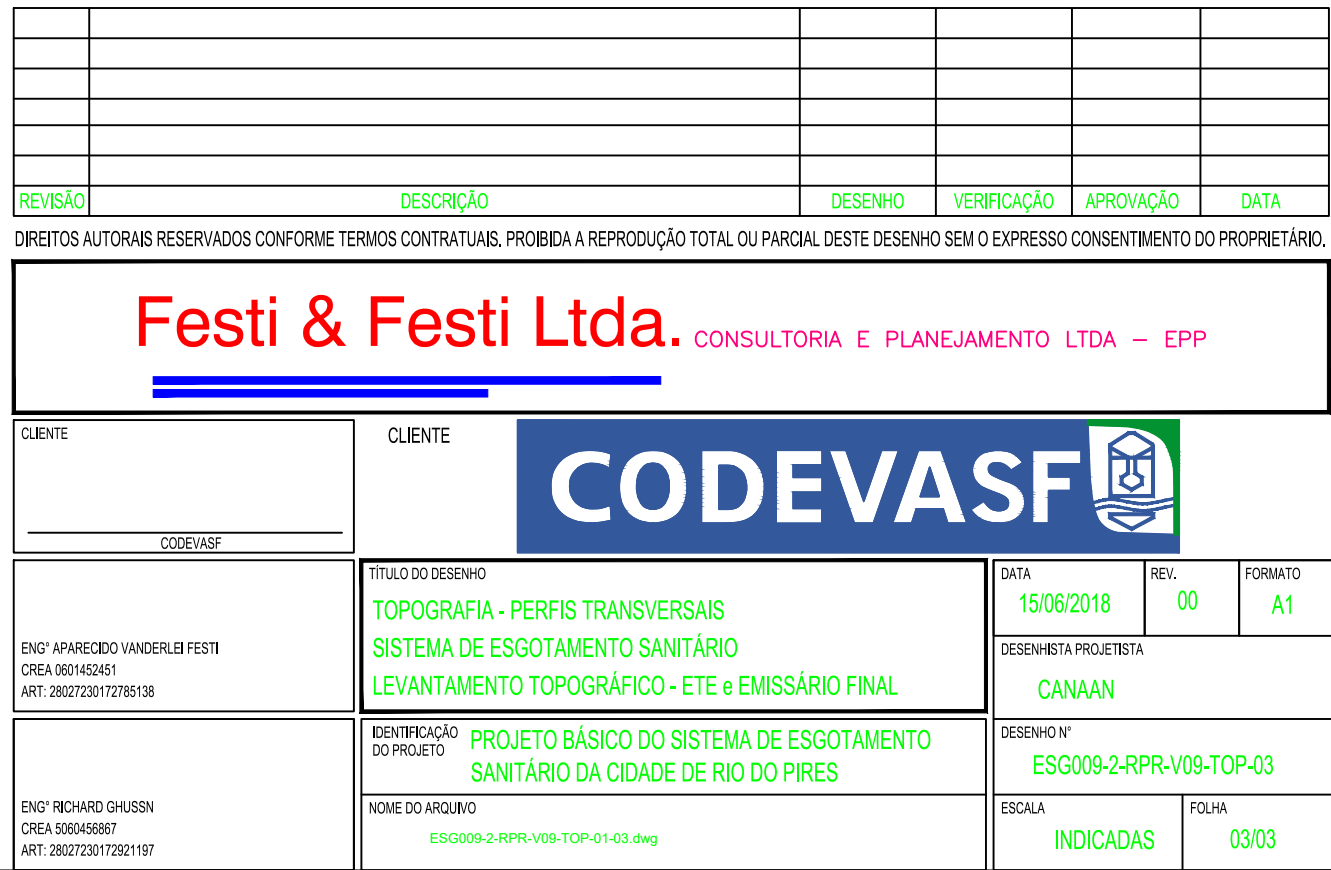 REVISÃO DESCRIÇÃO DESENHO VERIFICAÇÃO APROVAÇÃO DATA
DIREITOS AUTORAIS RESERVADOS CONFORME TERMOS CONTRATUAIS. PROIBIDA A REPRODUÇÃO TOTAL OU PARCIAL DESTE DESENHO SEM O EXPRESSO CONSENTIMENTO DO PROPRIETÁRIO.
Festi & Festi Ltda. CONSULTORIA E PLANEJAMENTO LTDA – EPP
CLIENTE
CODEVASF
CLIENTE
CODEVASF
ENG° APARECIDO VANDERLEI FESTI
CREA 0601452451
ART: 28027230172785138
TÍTULO DO DESENHO
TOPOGRAFIA - PERFIS TRANSVERSAIS
SISTEMA DE ESGOTAMENTO SANITÁRIO
LEVANTAMENTO TOPOGRÁFICO - ETE e EMISSÁRIO FINAL
DATA
15/06/2018
REV.
00
FORMATO
A1
DESENHISTA PROJETISTA
CANAAN
ENG° RICHARD GHUSSN
CREA 5060456867
ART: 28027230172921197
IDENTIFICAÇÃO
DO PROJETO
PROJETO BÁSICO DO SISTEMA DE ESGOTAMENTO
SANITÁRIO DA CIDADE DE RIO DO PIRES
NOME DO ARQUIVO
ESG009-2-RPR-V09-TOP-01-03.dwg
DESENHO N°
ESG009-2-RPR-V09-TOP-03
ESCALA
INDICADAS
FOLHA
03/03